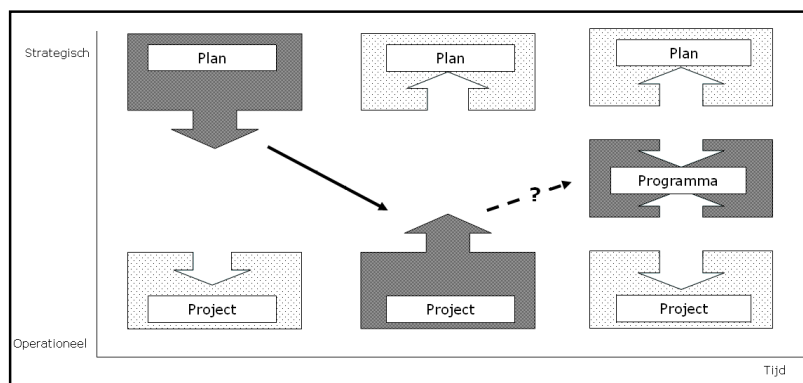 Strategisch
Plan
Plan
Plan
?
Programma
Project
Project
Project
Operationeel
Tijd